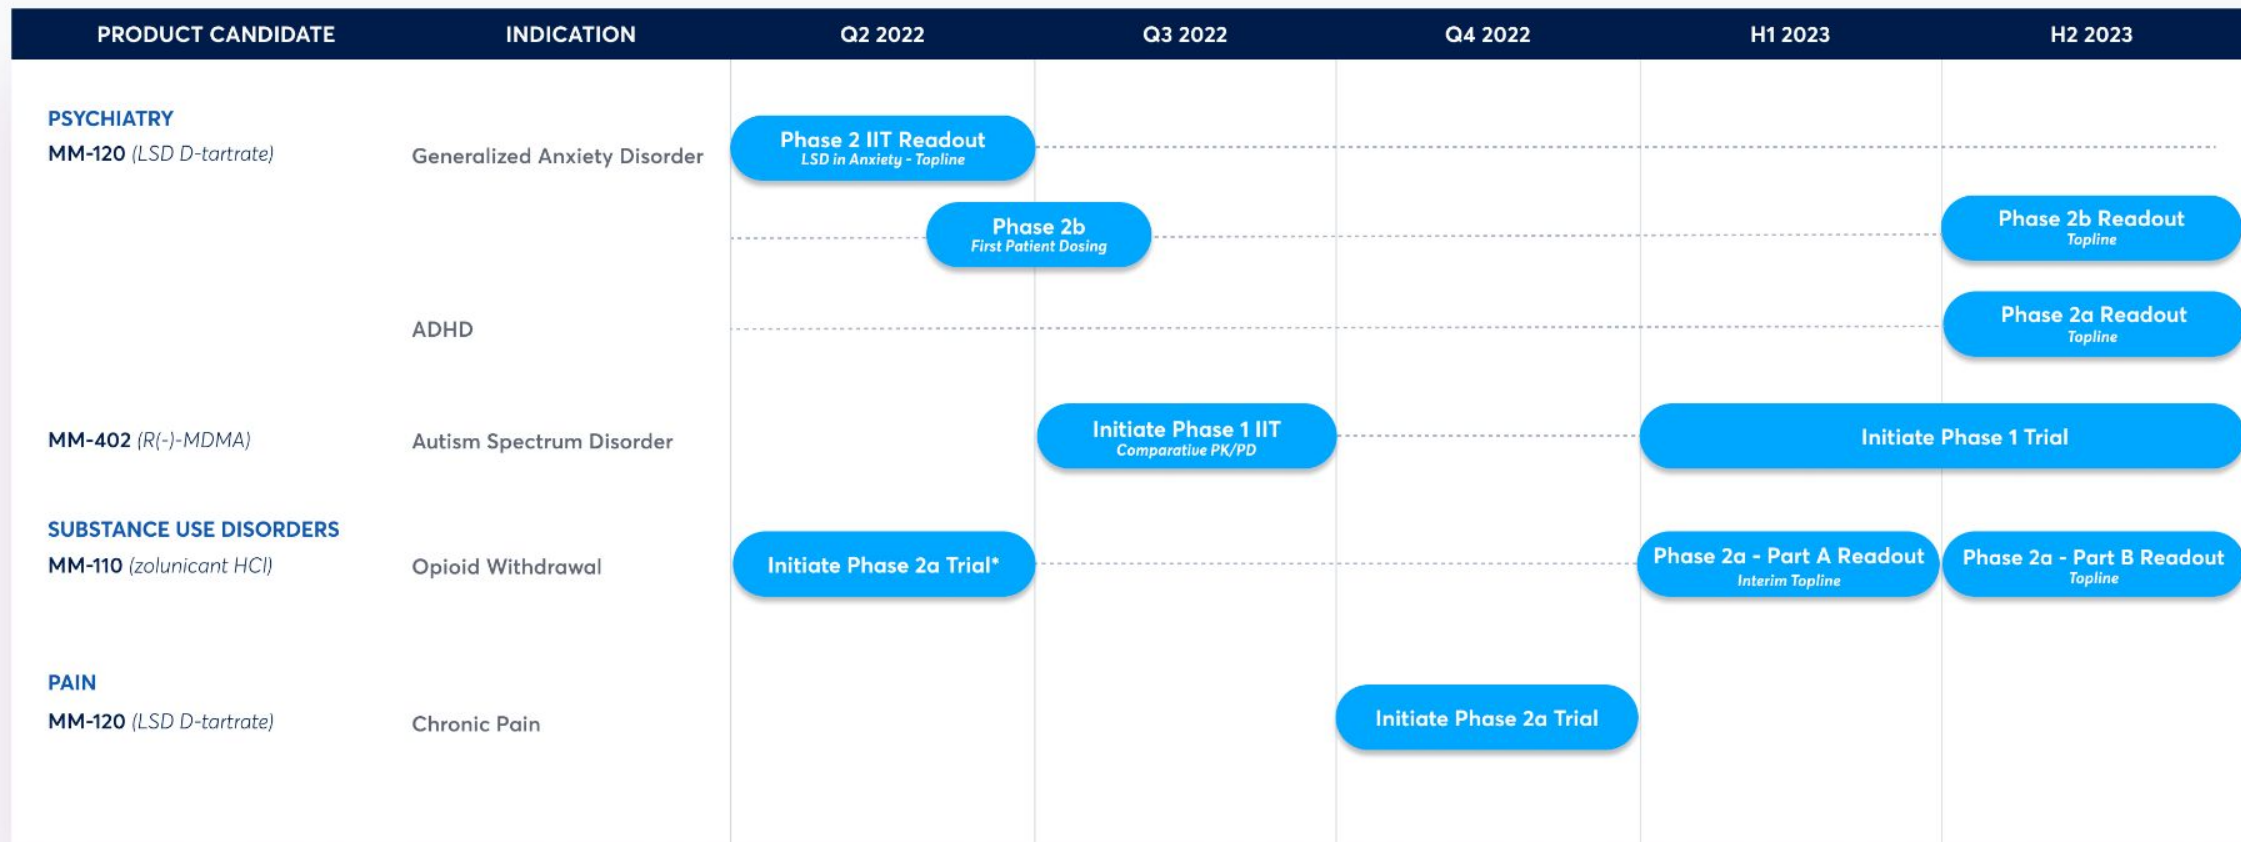 PRODUCT CANDIDATE INDICATION Q2 2022 Q3 2022 Q4 2022 H1 2023 H2 2023
PSYCHIATRY
MM-120 (LSD D-tartrate) Generalized Anxiety Disorder
Phase 2 IIT Readout
LSD in Anxiety - Topline
Phase 2b
First Patient Dosing
Phase 2b Readout
Topline
ADHD
Phase 2a Readout
Topline
MM-402 (R(-)-MDMA) Autism Spectrum Disorder
Initiate Phase 1 IIT
Comparative PK/PD
Initiate Phase 1 Trial
SUBSTANCE USE DISORDERS
MM-110 (zolunicant HCl) Opioid Withdrawal
Initiate Phase 2a Trial*
Phase 2a - Part A Readout
Interim Topline
Phase 2a - Part B Readout
Topline
PAIN
MM-120 (LSD D-tartrate) Chronic Pain
Initiate Phase 2a Trial